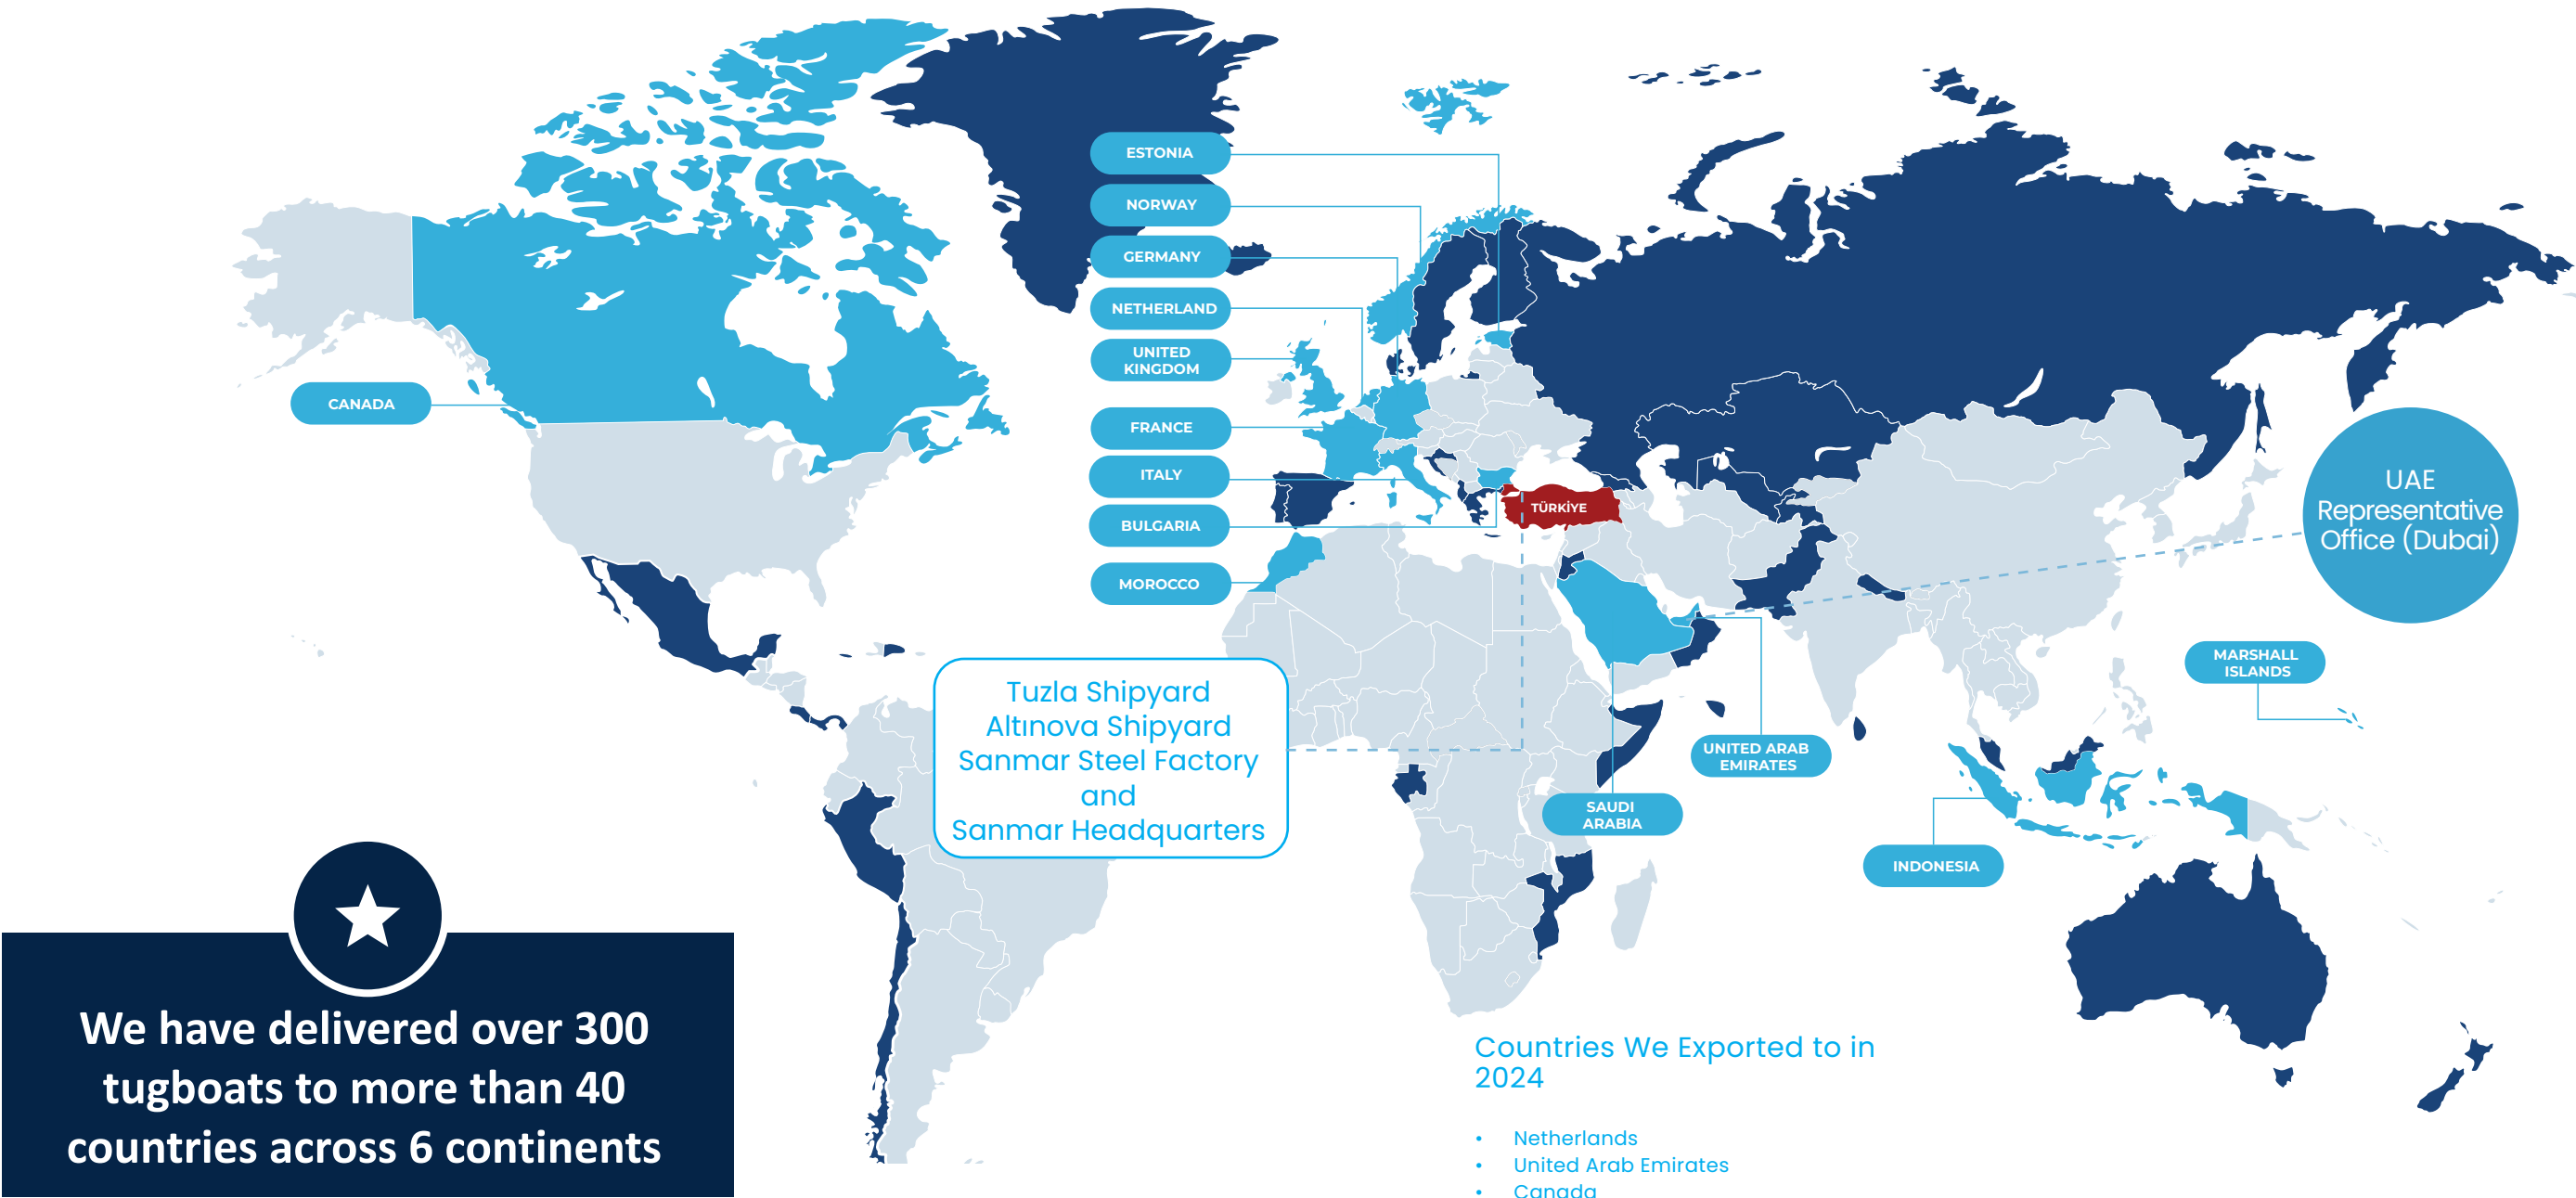 ESTONIA
NORWAY
GERMANY
NETHERLAND
UNITED
KINGDOM
CANADA
FRANCE
ITALY
BULGARIA
MOROCCO
TÜRKİYE
UAE
Representative
Office (Dubai)
MARSHALL
ISLANDS
UNITED ARAB
EMIRATES
SAUDI
ARABIA
INDONESIA
Tuzla Shipyard
Altınova Shipyard
Sanmar Steel Factory
and
Sanmar Headquarters
We have delivered over 300
tugboats to more than 40
countries across 6 continents
Countries We Exported to in
2024
• Netherlands
• United Arab Emirates
• Canada